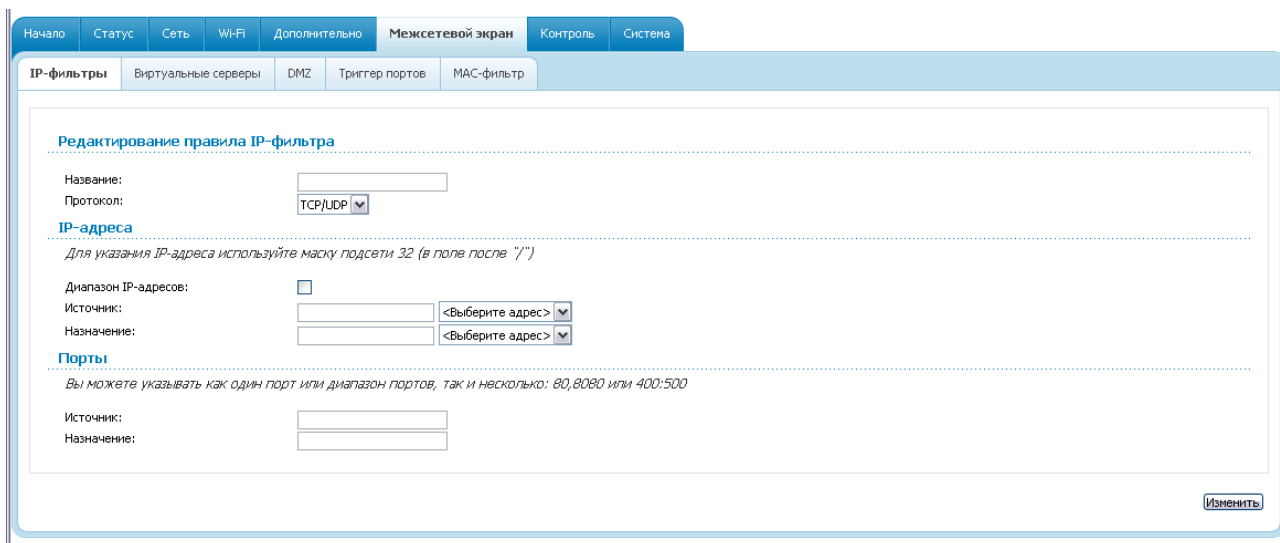 Начало Статус Сеть Wi-Fi Дополнительно Межсетевой экран Контроль Система
IP-фильтры Виртуальные серверы DMZ Триггер портов MAC-фильтр
Редактирование правила IP-фильтра
Название:
Протокол: TCP/UDP
IP-адреса
Для указания IP-адреса используйте маску подсети 32 (в поле после "/")
Диапазон IP-адресов:
Источник: <Выберите адрес>
Назначение: <Выберите адрес>
Порты
Вы можете указывать как один порт или диапазон портов, так и несколько: 80,8080 или 400:500
Источник:
Назначение:
Изменить